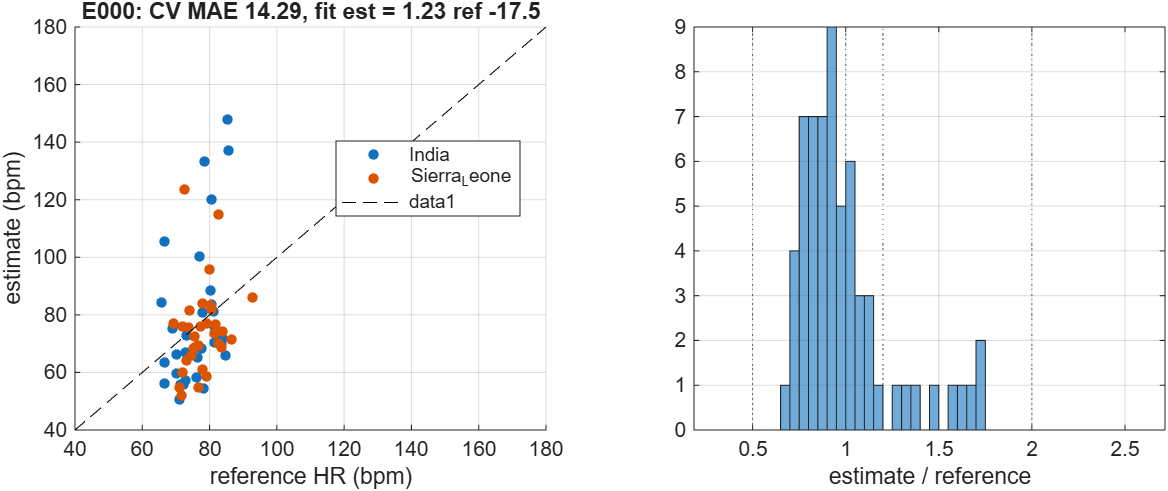 E000: CV MAE 14.29, fit est = 1.23 ref -17.5
180
160
140
120
100
80
60
40
40 60 80 100 120 140 160 180
estimate (bpm)
reference HR (bpm)
India
Sierra_Leone
data1
9
8
7
6
5
4
3
2
1
0
0.5 1 1.5 2 2.5
estimate / reference